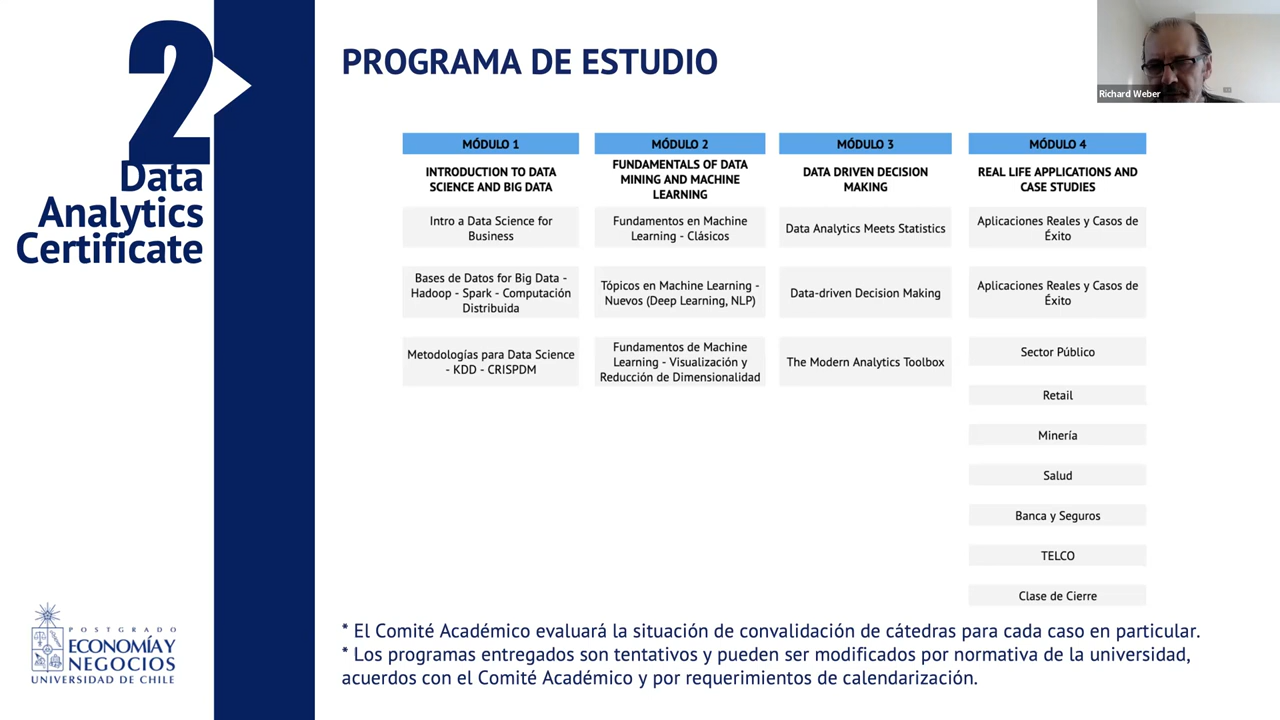 2
Data
Analytics
Certificate
PROGRAMA DE ESTUDIO
Richard Weber
MÓDULO 1
INTRODUCTION TO DATA
SCIENCE AND BIG DATA
Intro a Data Science for
Business
Bases de Datos for Big Data -
Hadoop - Spark - Computación
Distribuida
Metodologías para Data Science
- KDD - CRISPDM
MÓDULO 2
FUNDAMENTALS OF DATA
MINING AND MACHINE
LEARNING
Fundamentos en Machine
Learning - Clásicos
Tópicos en Machine Learning -
Nuevos (Deep Learning, NLP)
Fundamentos de Machine
Learning - Visualización y
Reducción de Dimensionalidad
MÓDULO 3
DATA DRIVEN DECISION
MAKING
Data Analytics Meets Statistics
Data-driven Decision Making
The Modern Analytics Toolbox
MÓDULO 4
REAL LIFE APPLICATIONS AND
CASE STUDIES
Aplicaciones Reales y Casos de
Éxito
Aplicaciones Reales y Casos de
Éxito
Sector Público
Retail
Minería
Salud
Banca y Seguros
TELCO
Clase de Cierre
* El Comité Académico evaluará la situación de convalidación de cátedras para cada caso en particular.
* Los programas entregados son tentativos y pueden ser modificados por normativa de la universidad,
acuerdos con el Comité Académico y por requerimientos de calendarización.
POSTGRADO
ECONOMÍA Y
NEGOCIOS
UNIVERSIDAD DE CHILE